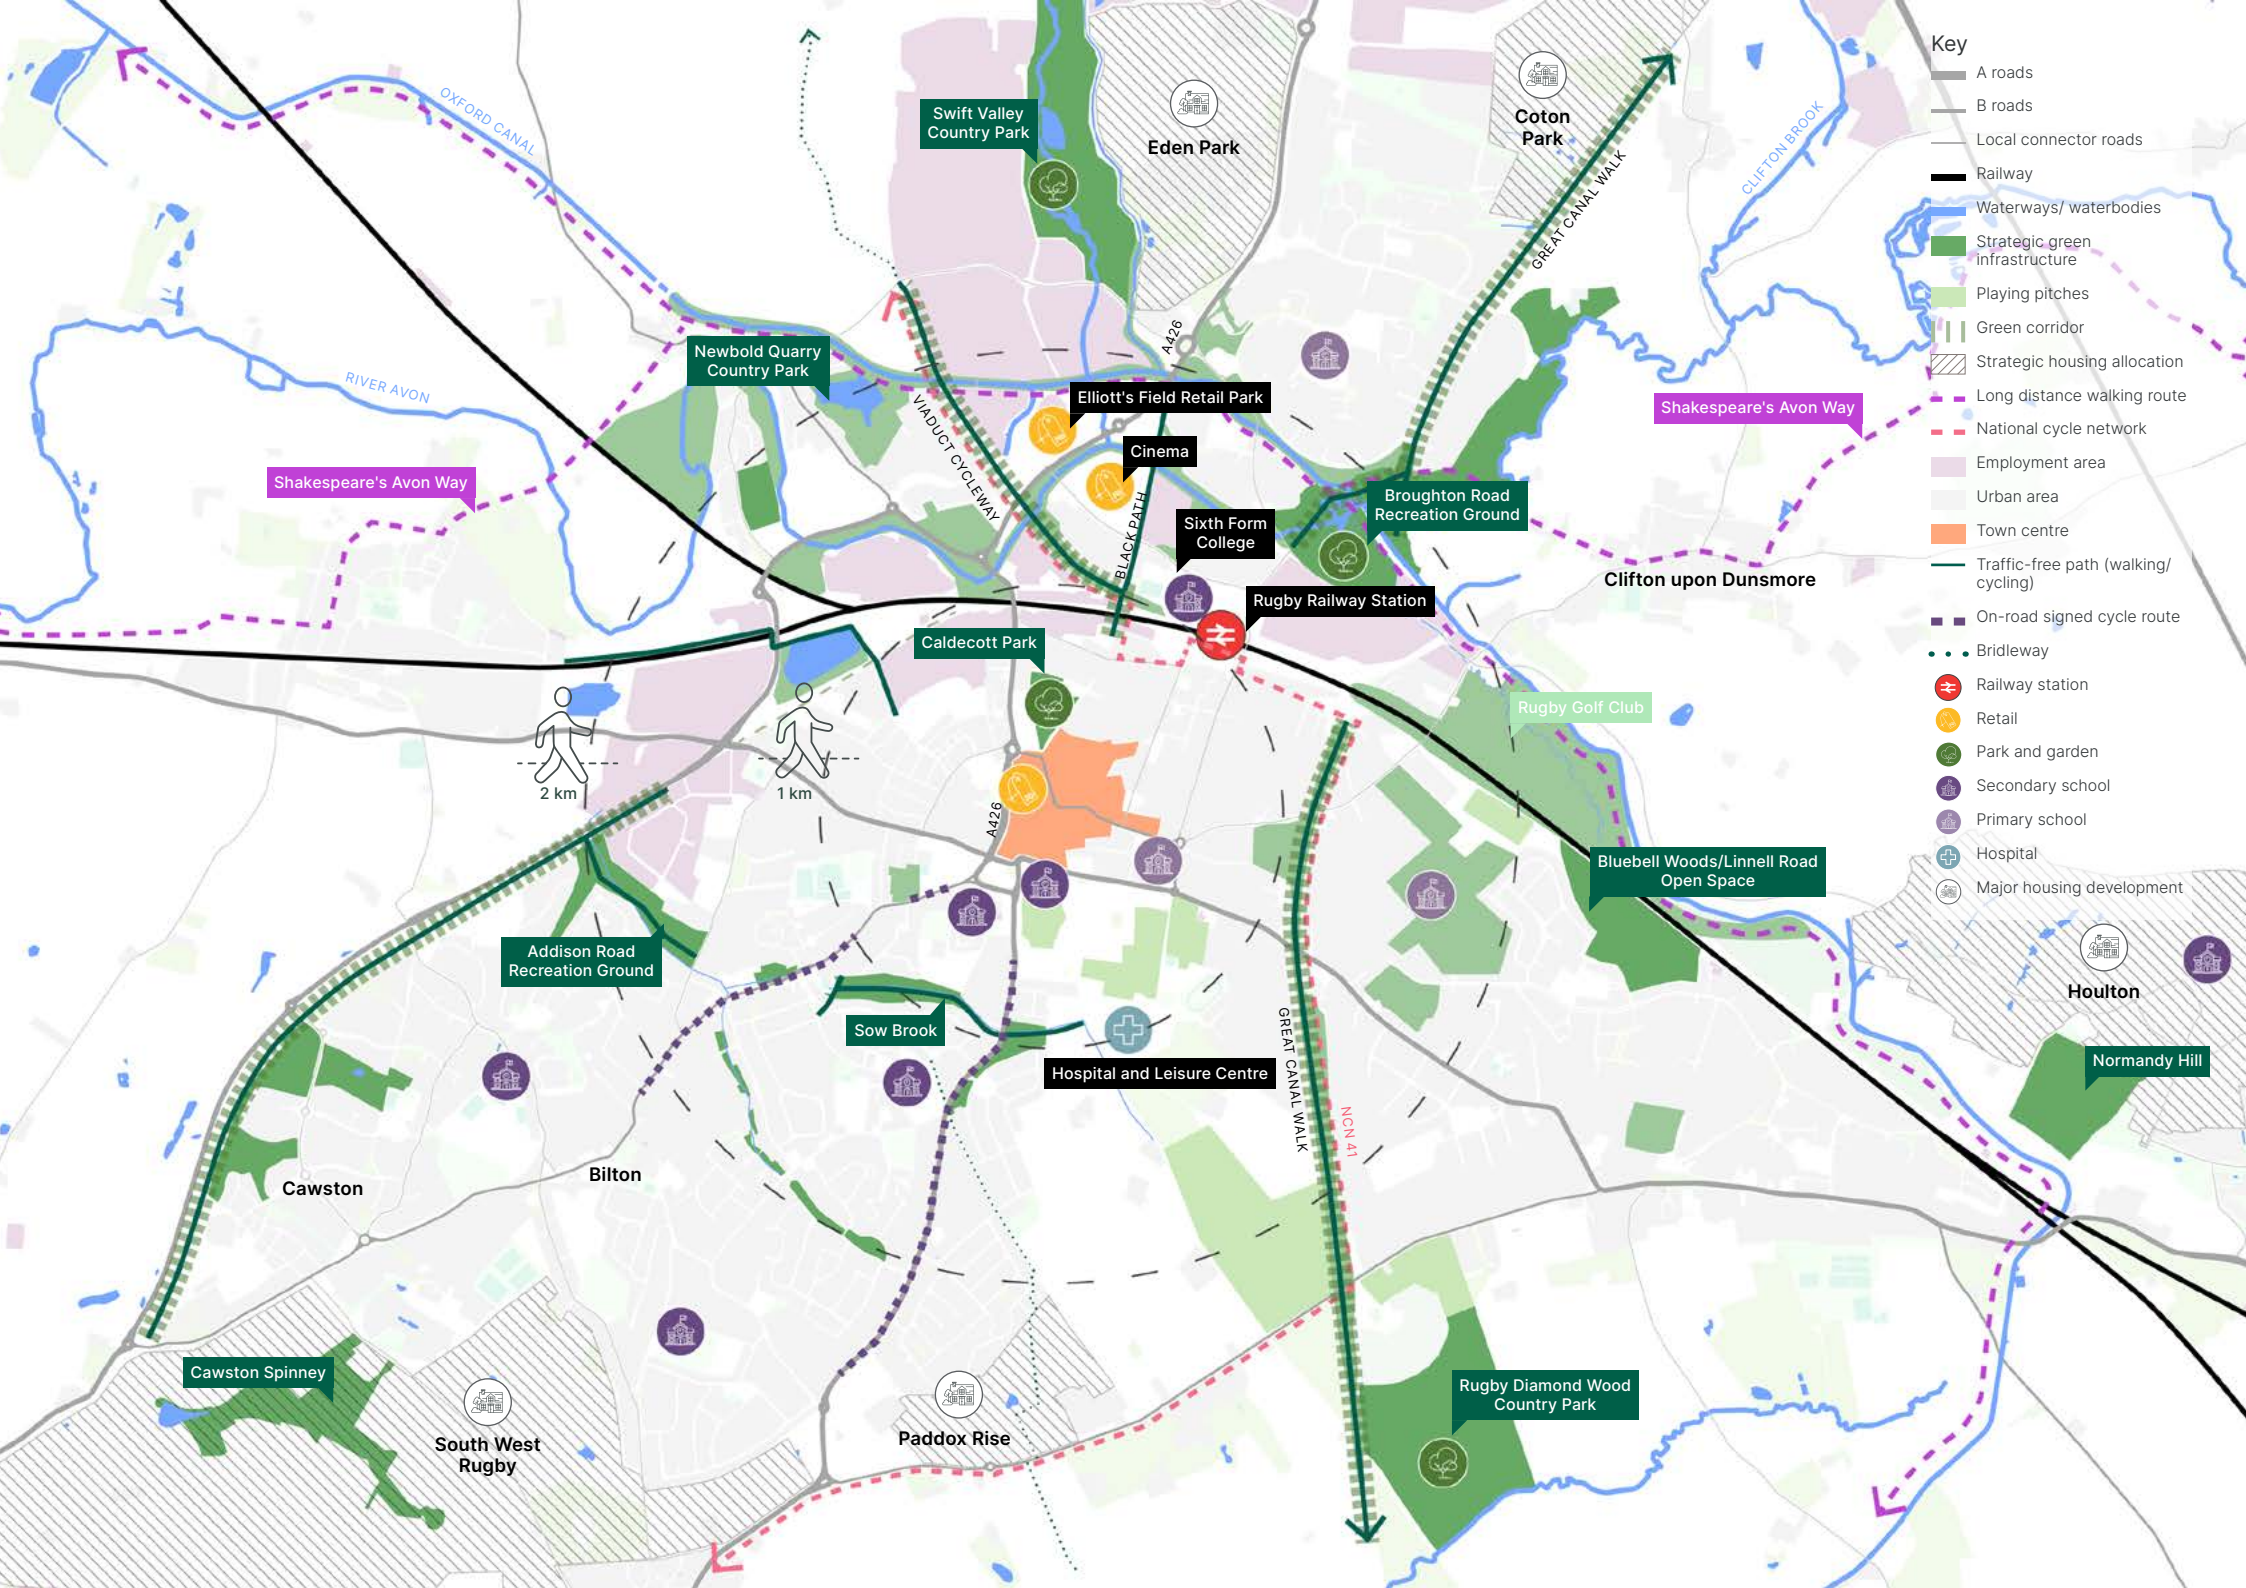 OXFORD CANAL
RIVER AVON
Shakespeare's Avon Way
Swift Valley
Country Park
Eden Park
Coton
Park
GREAT CANAL WALK
CLIFTON BROOK
A426
Newbold Quarry
Country Park
VIADUCT CYCLEWAY
Elliott's Field Retail Park
Cinema
BLACK PATH
Sixth Form
College
Broughton Road
Recreation Ground
Shakespeare's Avon Way
Clifton upon Dunsmore
Rugby Railway Station
Caldecott Park
Rugby Golf Club
2 km
1 km
A426
Bluebell Woods/Linnell Road
Open Space
Addison Road
Recreation Ground
Sow Brook
Hospital and Leisure Centre
GREAT CANAL WALK
NCN 41
Houlton
Normandy Hill
Cawston
Bilton
Cawston Spinney
South West
Rugby
Paddox Rise
Rugby Diamond Wood
Country Park
Key
A roads
B roads
Local connector roads
Railway
Waterways/ waterbodies
Strategic green
infrastructure
Playing pitches
Green corridor
Strategic housing allocation
Long distance walking route
National cycle network
Employment area
Urban area
Town centre
Traffic-free path (walking/
cycling)
On-road signed cycle route
Bridleway
Railway station
Retail
Park and garden
Secondary school
Primary school
Hospital
Major housing development